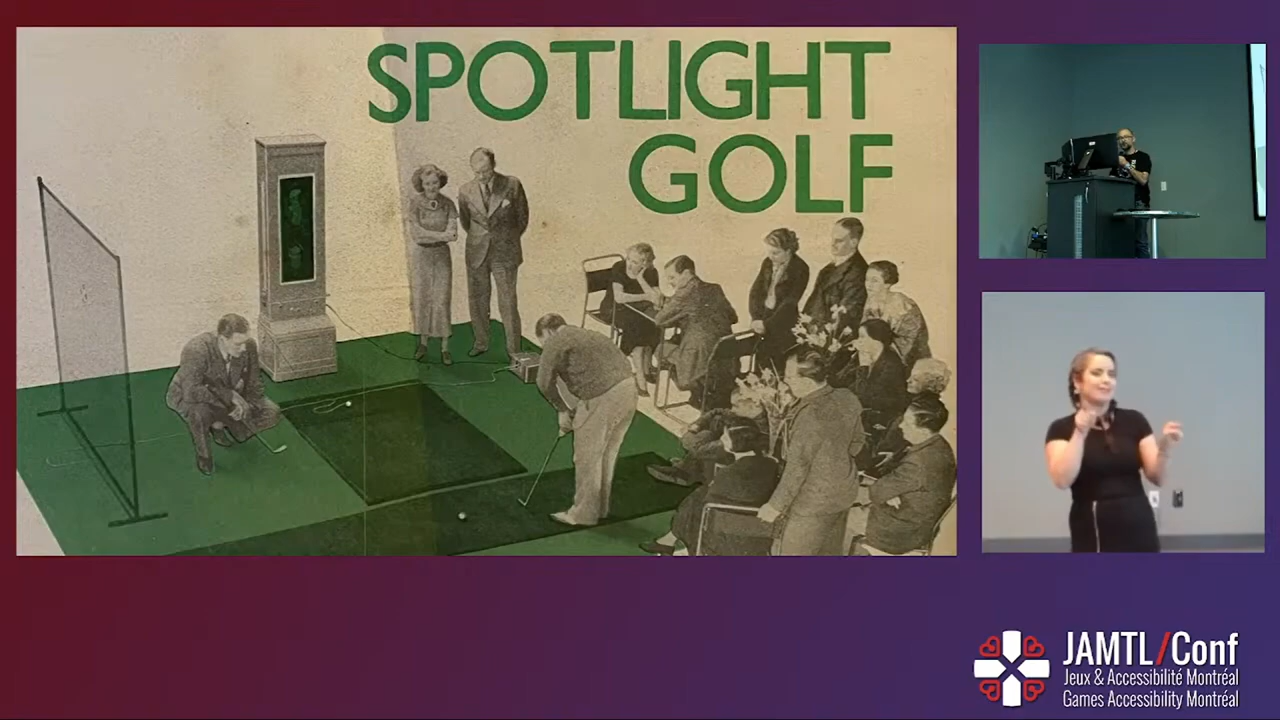 SPOTLIGHT
GOLF
JAMTL/Conf
Jeux & Accessibilité Montréal
Games Accessibility Montréal